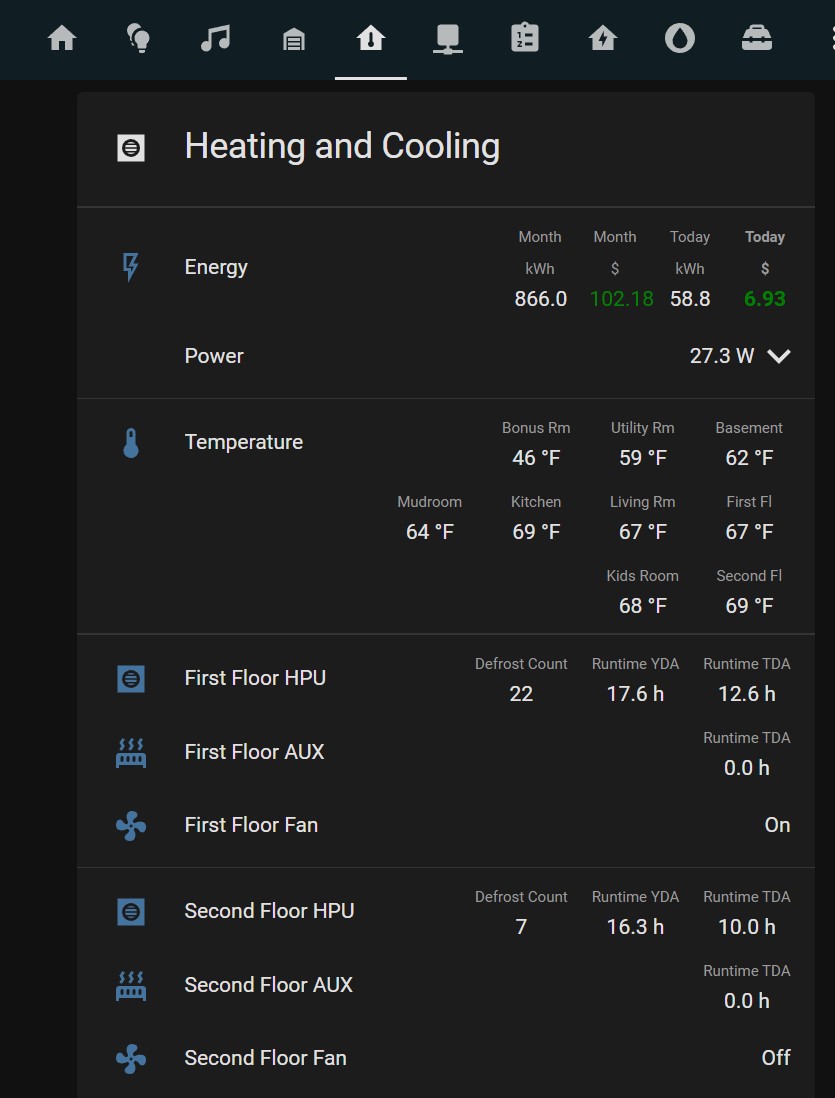 1
2
Heating and Cooling
Month Month Today Today
Energy kWh $ kWh $
866.0 102.18 58.8 6.93
Power 27.3 W
Bonus Rm Utility Rm Basement
Temperature 46 °F 59 °F 62 °F
Mudroom Kitchen Living Rm First Fl
64 °F 69 °F 67 °F 67 °F
Kids Room Second Fl
68 °F 69 °F
Defrost Count Runtime YDA Runtime TDA
First Floor HPU 22 17.6 h 12.6 h
Runtime TDA
First Floor AUX 0.0 h
First Floor Fan On
Defrost Count Runtime YDA Runtime TDA
Second Floor HPU 7 16.3 h 10.0 h
Runtime TDA
Second Floor AUX 0.0 h
Second Floor Fan Off